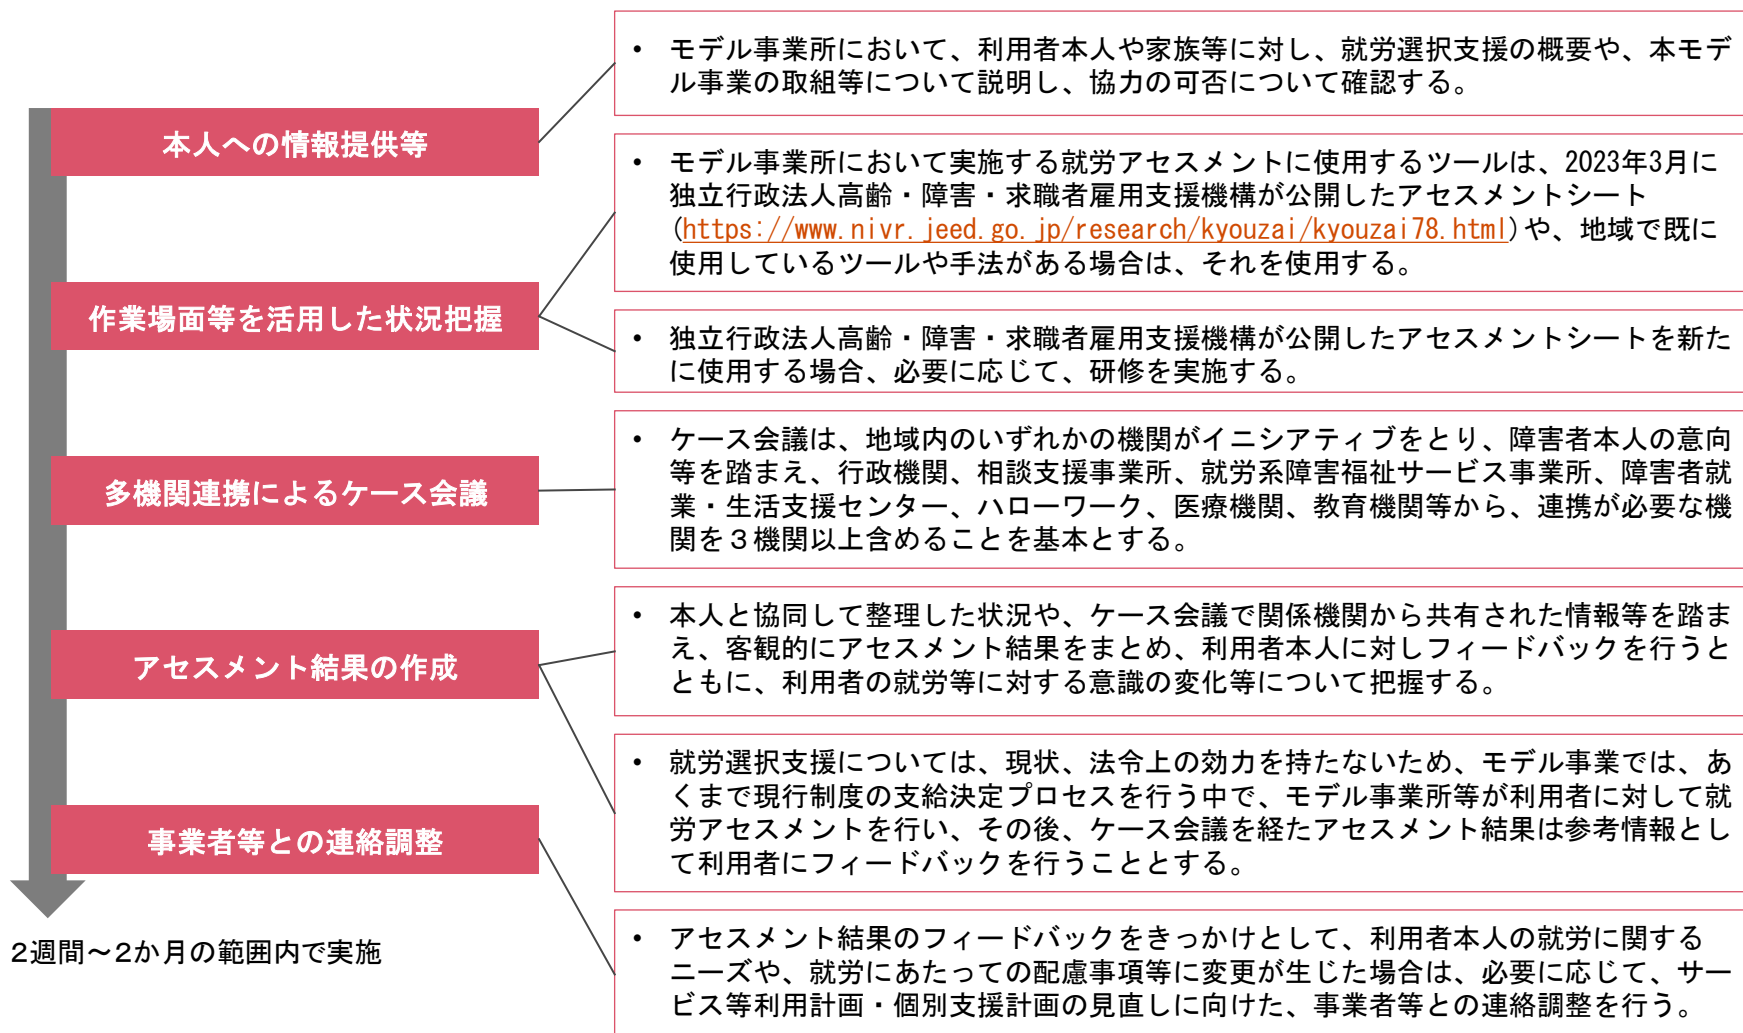 • モデル事業所において、利用者本人や家族等に対し、就労選択支援の概要や、本モデ
ル事業の取組等について説明し、協力の可否について確認する。
本人への情報提供等
• モデル事業所において実施する就労アセスメントに使用するツールは、2023年3月に
独立行政法人高齢・障害・求職者雇用支援機構が公開したアセスメントシート
(https://www.nivr.jeed.go.jp/research/kyouzai/kyouzai78.html)や、地域で既に
使用しているツールや手法がある場合は、それを使用する。
作業場面等を活用した状況把握
• 独立行政法人高齢・障害・求職者雇用支援機構が公開したアセスメントシートを新た
に使用する場合、必要に応じて、研修を実施する。
• ケース会議は、地域内のいずれかの機関がイニシアティブをとり、障害者本人の意向
等を踏まえ、行政機関、相談支援事業所、就労系障害福祉サービス事業所、障害者就
業・生活支援センター、ハローワーク、医療機関、教育機関等から、連携が必要な機
関を３機関以上含めることを基本とする。
多機関連携によるケース会議
• 本人と協同して整理した状況や、ケース会議で関係機関から共有された情報等を踏ま
え、客観的にアセスメント結果をまとめ、利用者本人に対しフィードバックを行うと
ともに、利用者の就労等に対する意識の変化等について把握する。
アセスメント結果の作成
• 就労選択支援については、現状、法令上の効力を持たないため、モデル事業では、あ
くまで現行制度の支給決定プロセスを行う中で、モデル事業所等が利用者に対して就
労アセスメントを行い、その後、ケース会議を経たアセスメント結果は参考情報とし
て利用者にフィードバックを行うこととする。
事業者等との連絡調整
• アセスメント結果のフィードバックをきっかけとして、利用者本人の就労に関する
ニーズや、就労にあたっての配慮事項等に変更が生じた場合は、必要に応じて、サー
ビス等利用計画・個別支援計画の見直しに向けた、事業者等との連絡調整を行う。
2週間～2か月の範囲内で実施